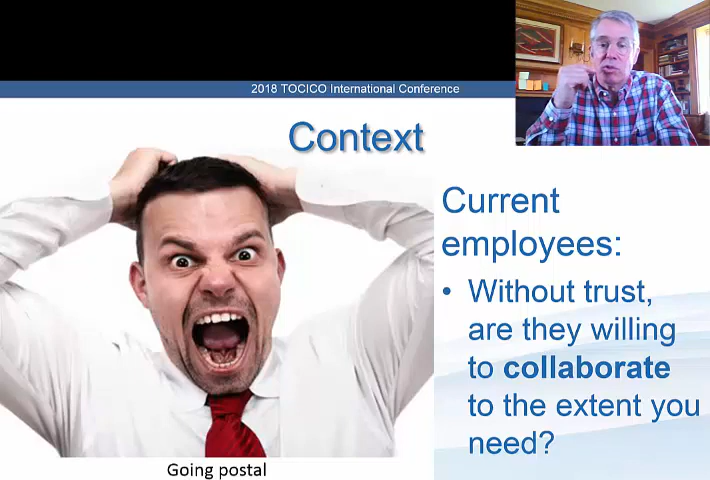 2018 TOCICO International Conference
Context
Current
employees:
• Without trust,
are they willing
to collaborate
to the extent you
need?
Going postal